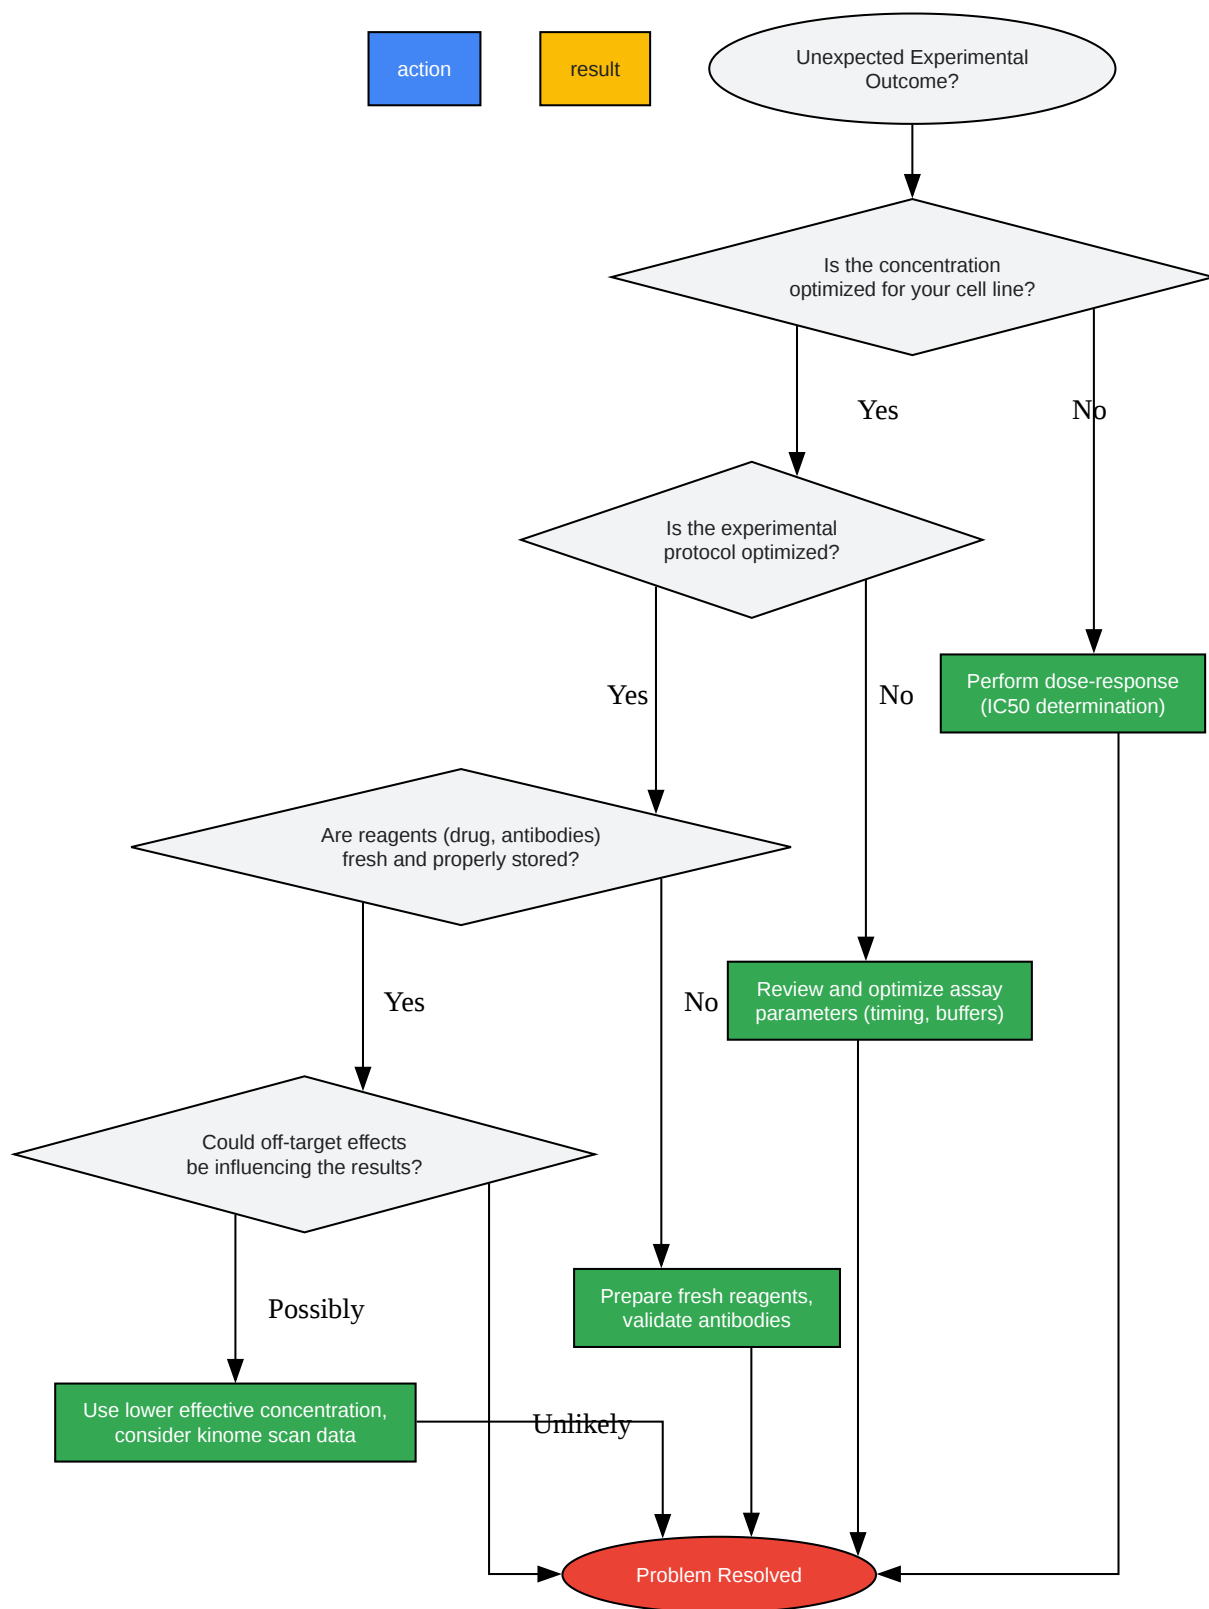 action
result
Unexpected Experimental
Outcome?
Is the concentration
optimized for your cell line?
Yes
No
Is the experimental
protocol optimized?
Yes
No
Perform dose-response
(IC50 determination)
Are reagents (drug, antibodies)
fresh and properly stored?
Yes
No
Review and optimize assay
parameters (timing, buffers)
Could off-target effects
be influencing the results?
Possibly
Prepare fresh reagents,
validate antibodies
Use lower effective concentration,
consider kinome scan data
Unlikely
Problem Resolved